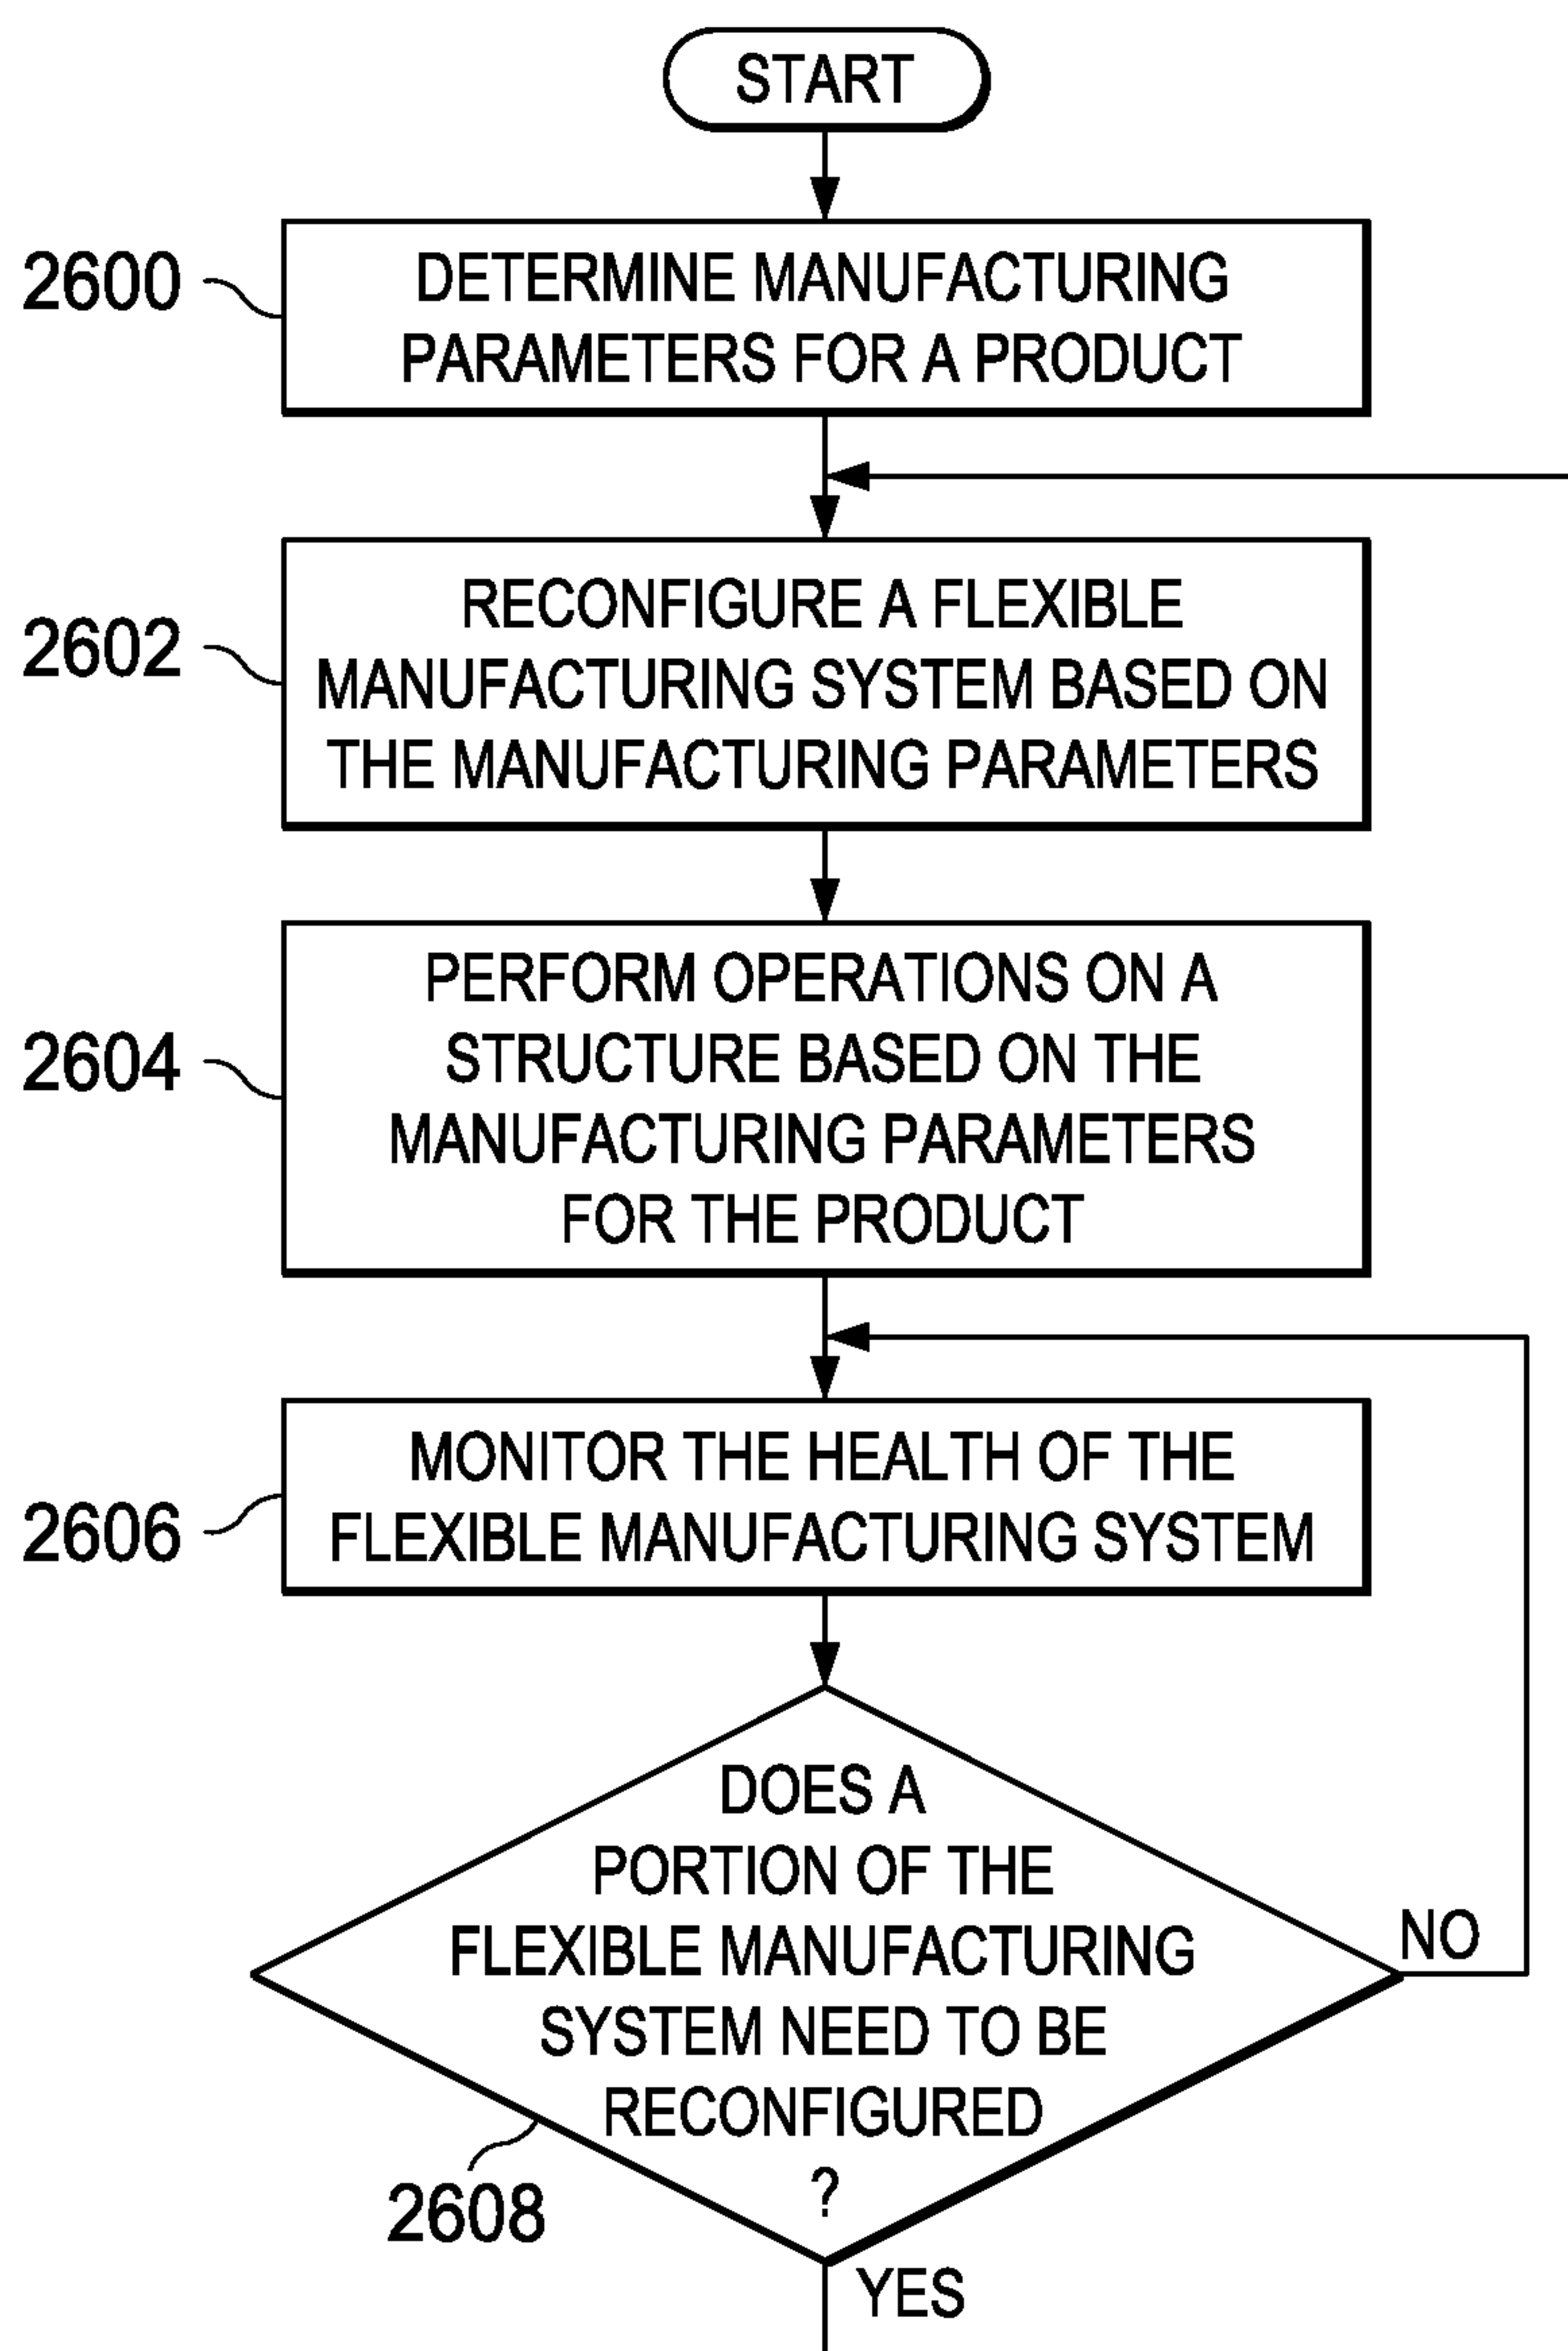 START
2600
DETERMINE MANUFACTURING
PARAMETERS FOR A PRODUCT
2602
RECONFIGURE A FLEXIBLE
MANUFACTURING SYSTEM BASED ON
THE MANUFACTURING PARAMETERS
2604
PERFORM OPERATIONS ON A
STRUCTURE BASED ON THE
MANUFACTURING PARAMETERS
FOR THE PRODUCT
2606
MONITOR THE HEALTH OF THE
FLEXIBLE MANUFACTURING SYSTEM
DOES A
PORTION OF THE
FLEXIBLE MANUFACTURING
SYSTEM NEED TO BE
RECONFIGURED
?
NO
2608
YES